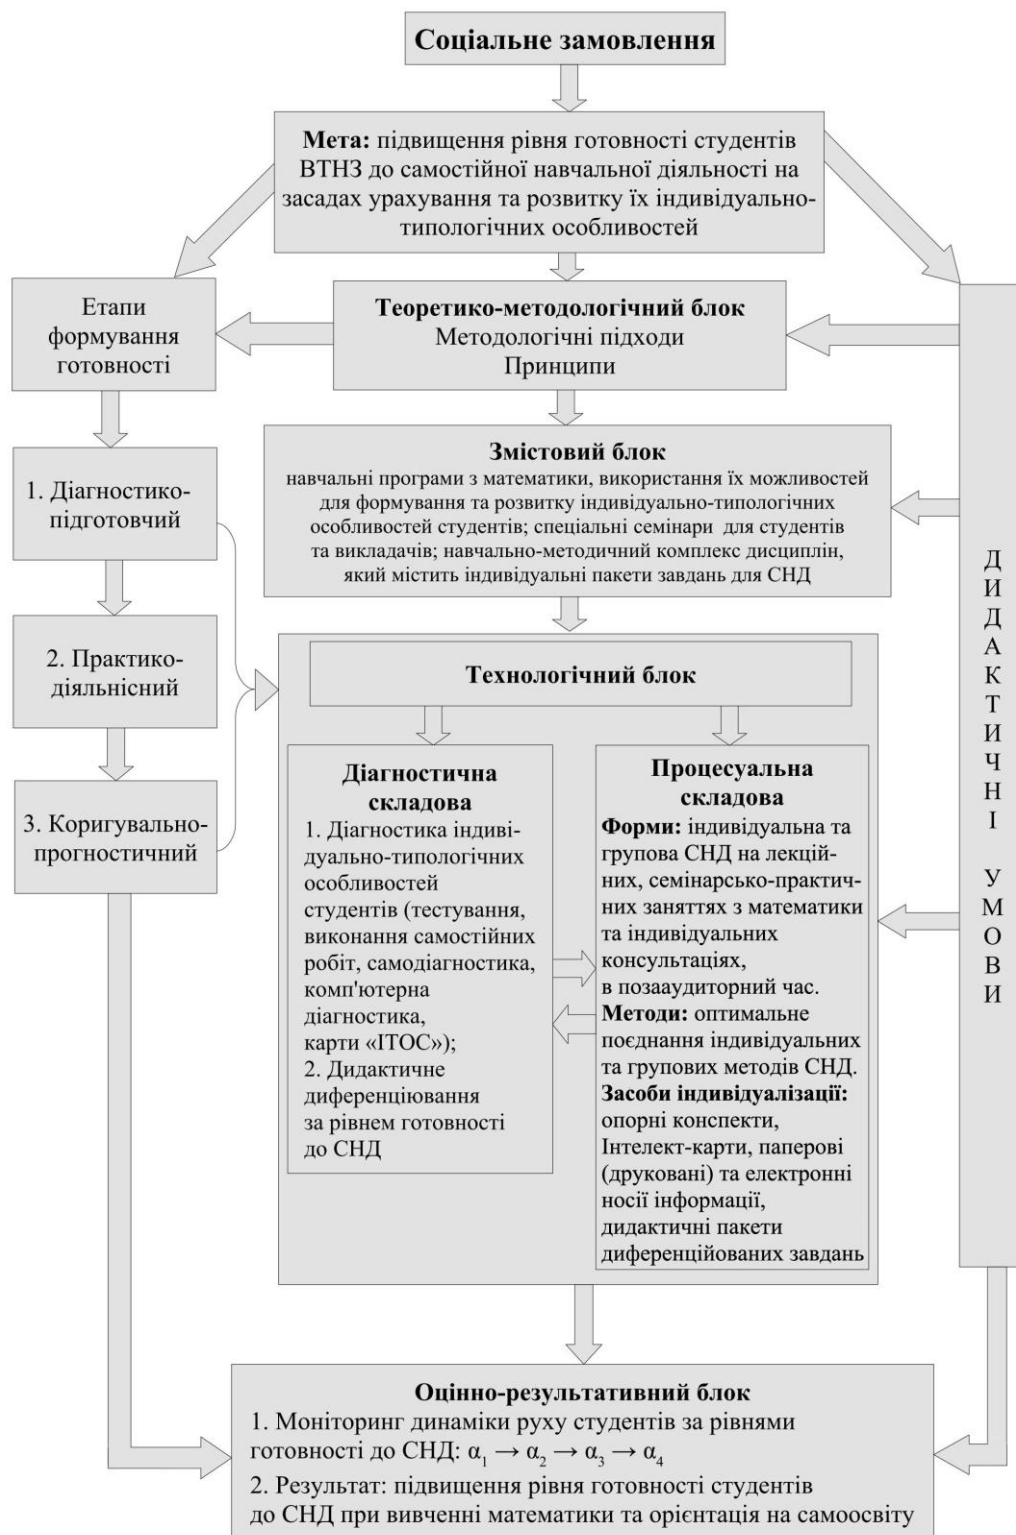 Соціальне замовлення
Мета: підвищення рівня готовності студентів
ВТНЗ до самостійної навчальної діяльності на
засадах урахування та розвитку їх індивідуально-
типологічних особливостей
Етапи
формування
готовності
Теоретико-методологічний блок
Методологічні підходи
Принципи
Змістовий блок
навчальні програми з математики, використання їх можливостей
для формування та розвитку індивідуально-типологічних
особливостей студентів; спеціальні семінари для студентів
та викладачів; навчально-методичний комплекс дисциплін,
який містить індивідуальні пакети завдань для СНД
1. Діагностико-
підготовчий
2. Практико-
діяльнісний
3. Коригувально-
прогностичний
Технологічний блок
Діагностична
складова
1. Діагностика індиві-
дуально-типологічних
особливостей
студентів (тестування,
виконання самостійних
робіт, самодіагностика,
комп'ютерна
діагностика,
карти «ІТОС»);
2. Дидактичне
диференціювання
за рівнем готовності
до СНД
Процесуальна
складова
Форми: індивідуальна та
групова СНД на лекцій-
них, семінарсько-практич-
них заняттях з математики
та індивідуальних
консультаціях,
в позааудиторний час.
Методи: оптимальне
поєднання індивідуальних
та групових методів СНД.
Засоби індивідуалізації:
опорні конспекти,
Інтелект-карти, паперові
(друковані) та електронні
носії інформації,
дидактичні пакети
диференційованих завдань
ДИДАКТИЧНІ УМОВИ
Оцінно-результативний блок
1. Моніторинг динаміки руху студентів за рівнями
готовності до СНД: α₁ → α₂ → α₃ → α₄
2. Результат: підвищення рівня готовності студентів
до СНД при вивченні математики та орієнтація на самоосвіту